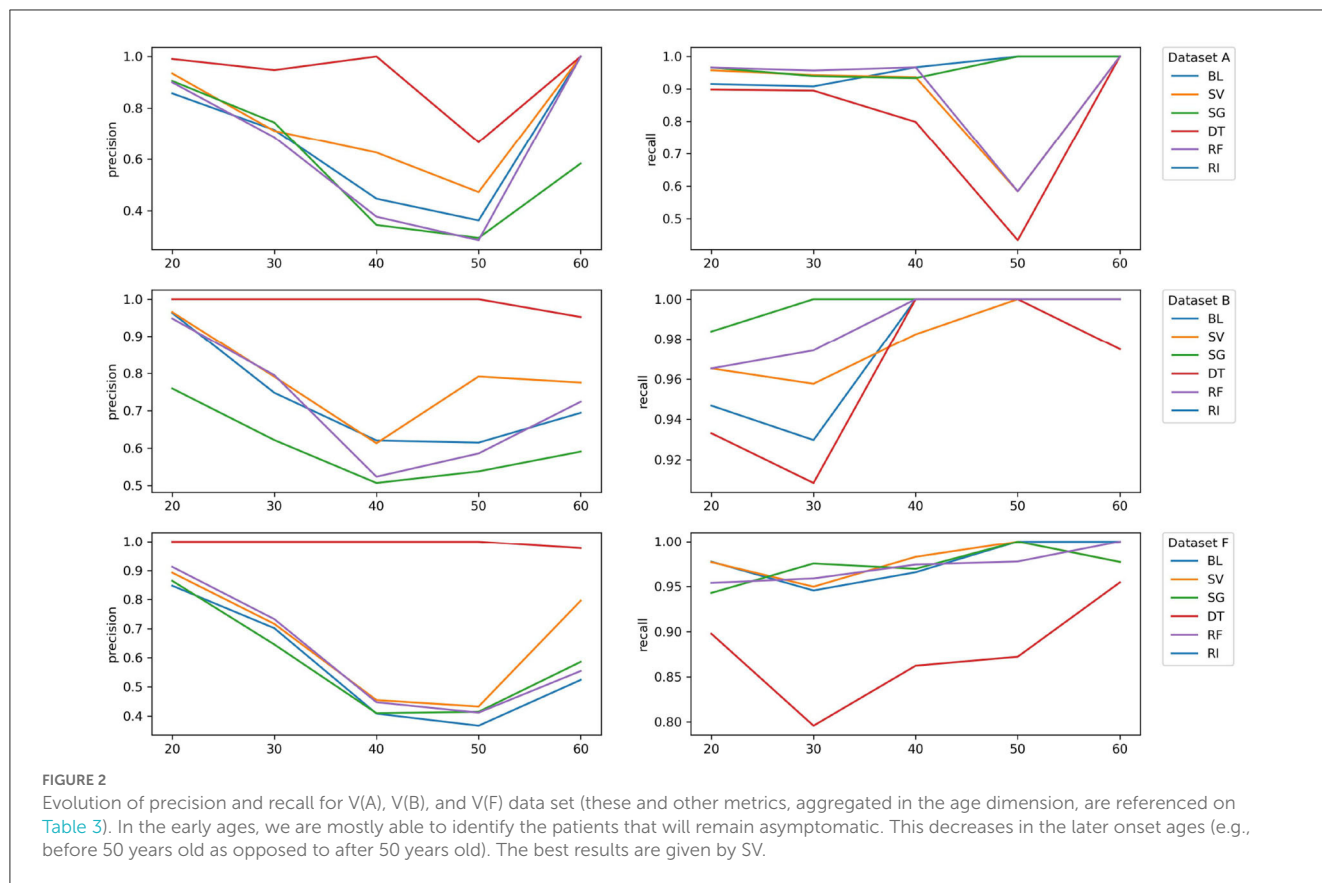 1.0
0.8
0.6
0.4
precision
20 30 40 50 60
1.0
0.9
0.8
0.7
0.6
0.5
recall
20 30 40 50 60
Dataset A
BL
SV
SG
DT
RF
RI
1.0
0.9
0.8
0.7
0.6
0.5
precision
20 30 40 50 60
1.00
0.98
0.96
0.94
0.92
recall
20 30 40 50 60
Dataset B
BL
SV
SG
DT
RF
RI
1.0
0.9
0.8
0.7
0.6
0.5
0.4
precision
20 30 40 50 60
1.00
0.95
0.90
0.85
0.80
recall
20 30 40 50 60
Dataset F
BL
SV
SG
DT
RF
RI
FIGURE 2
Evolution of precision and recall for V(A), V(B), and V(F) data set (these and other metrics, aggregated in the age dimension, are referenced on
Table 3). In the early ages, we are mostly able to identify the patients that will remain asymptomatic. This decreases in the later onset ages (e.g.,
before 50 years old as opposed to after 50 years old). The best results are given by SV.